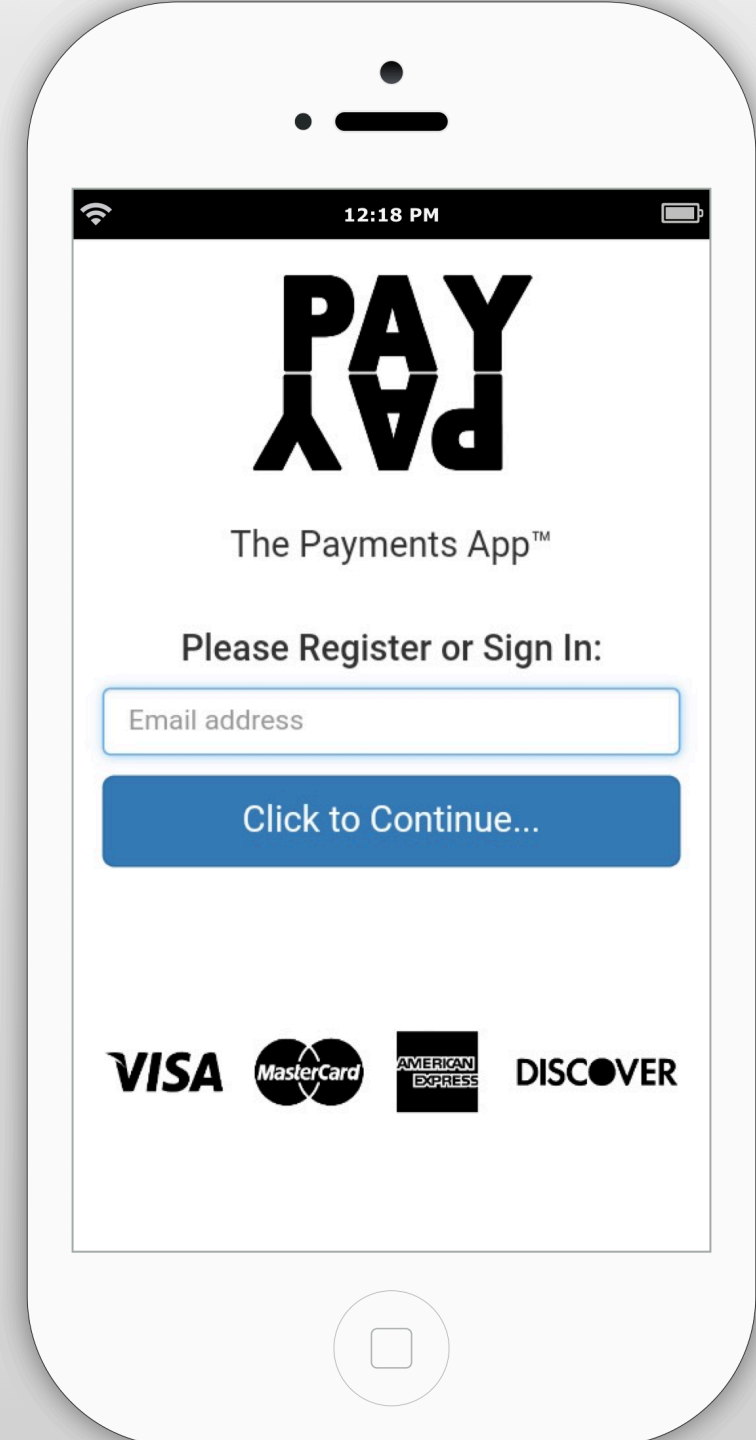 12:18 PM
PAY
PAY
The Payments App™
Please Register or Sign In:
Email address
Click to Continue...
VISA MasterCard AMERICAN EXPRESS DISCOVER